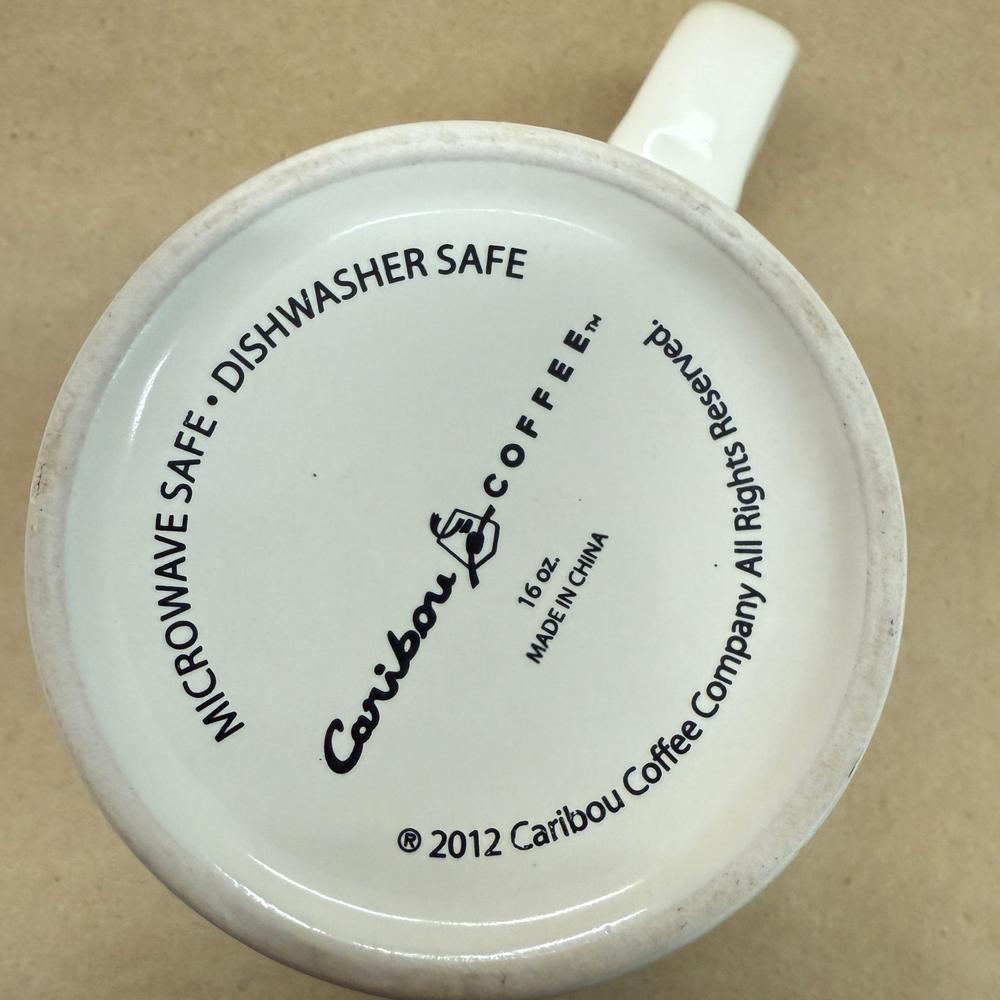 MICROWAVE SAFE • DISHWASHER SAFE
Caribou COFFEE™
16 oz.
MADE IN CHINA
® 2012 Caribou Coffee Company All Rights Reserved.